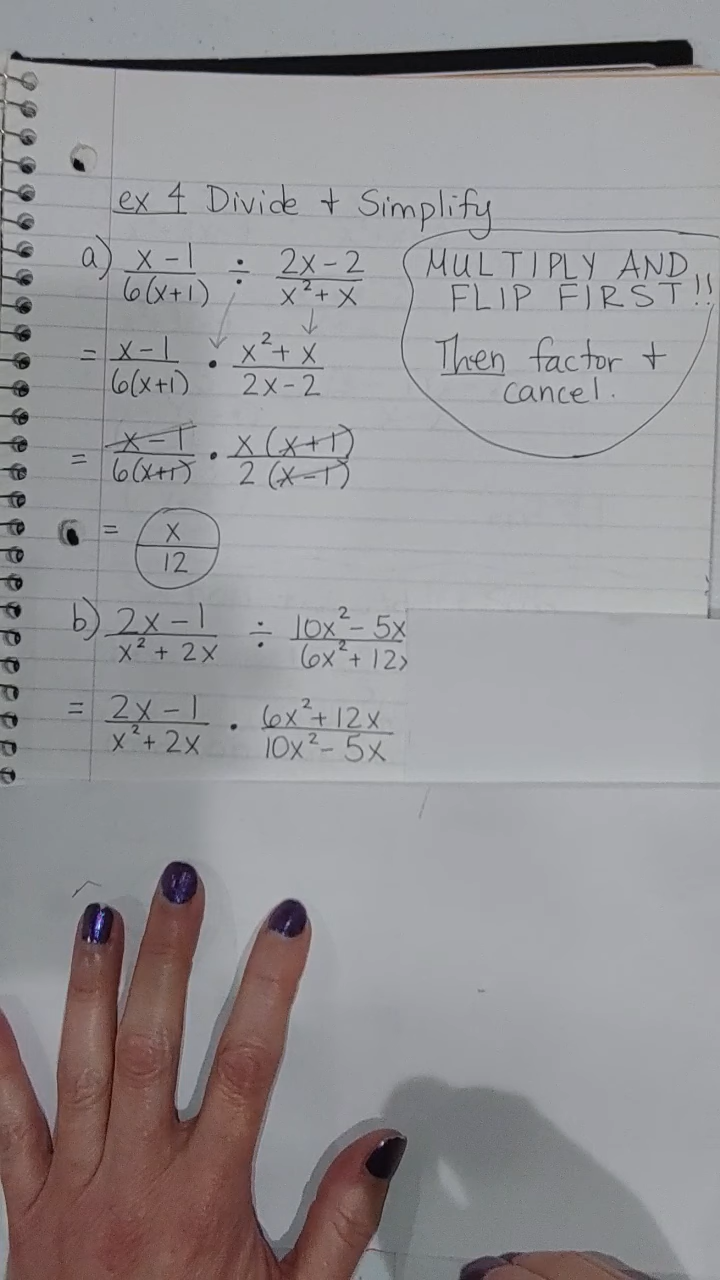 ex 4 Divide + Simplify
a) x - 1 / 6(x+1) ÷ 2x - 2 / x² + x
MULTIPLY AND
FLIP FIRST!!
Then factor +
cancel.
= x - 1 / 6(x+1) · x² + x / 2x - 2
= x - 1 / 6(x+1) · x(x+1) / 2(x-1)
= x / 12
b) 2x - 1 / x² + 2x ÷ 10x² - 5x / 6x² + 12x
= 2x - 1 / x² + 2x · 6x² + 12x / 10x² - 5x